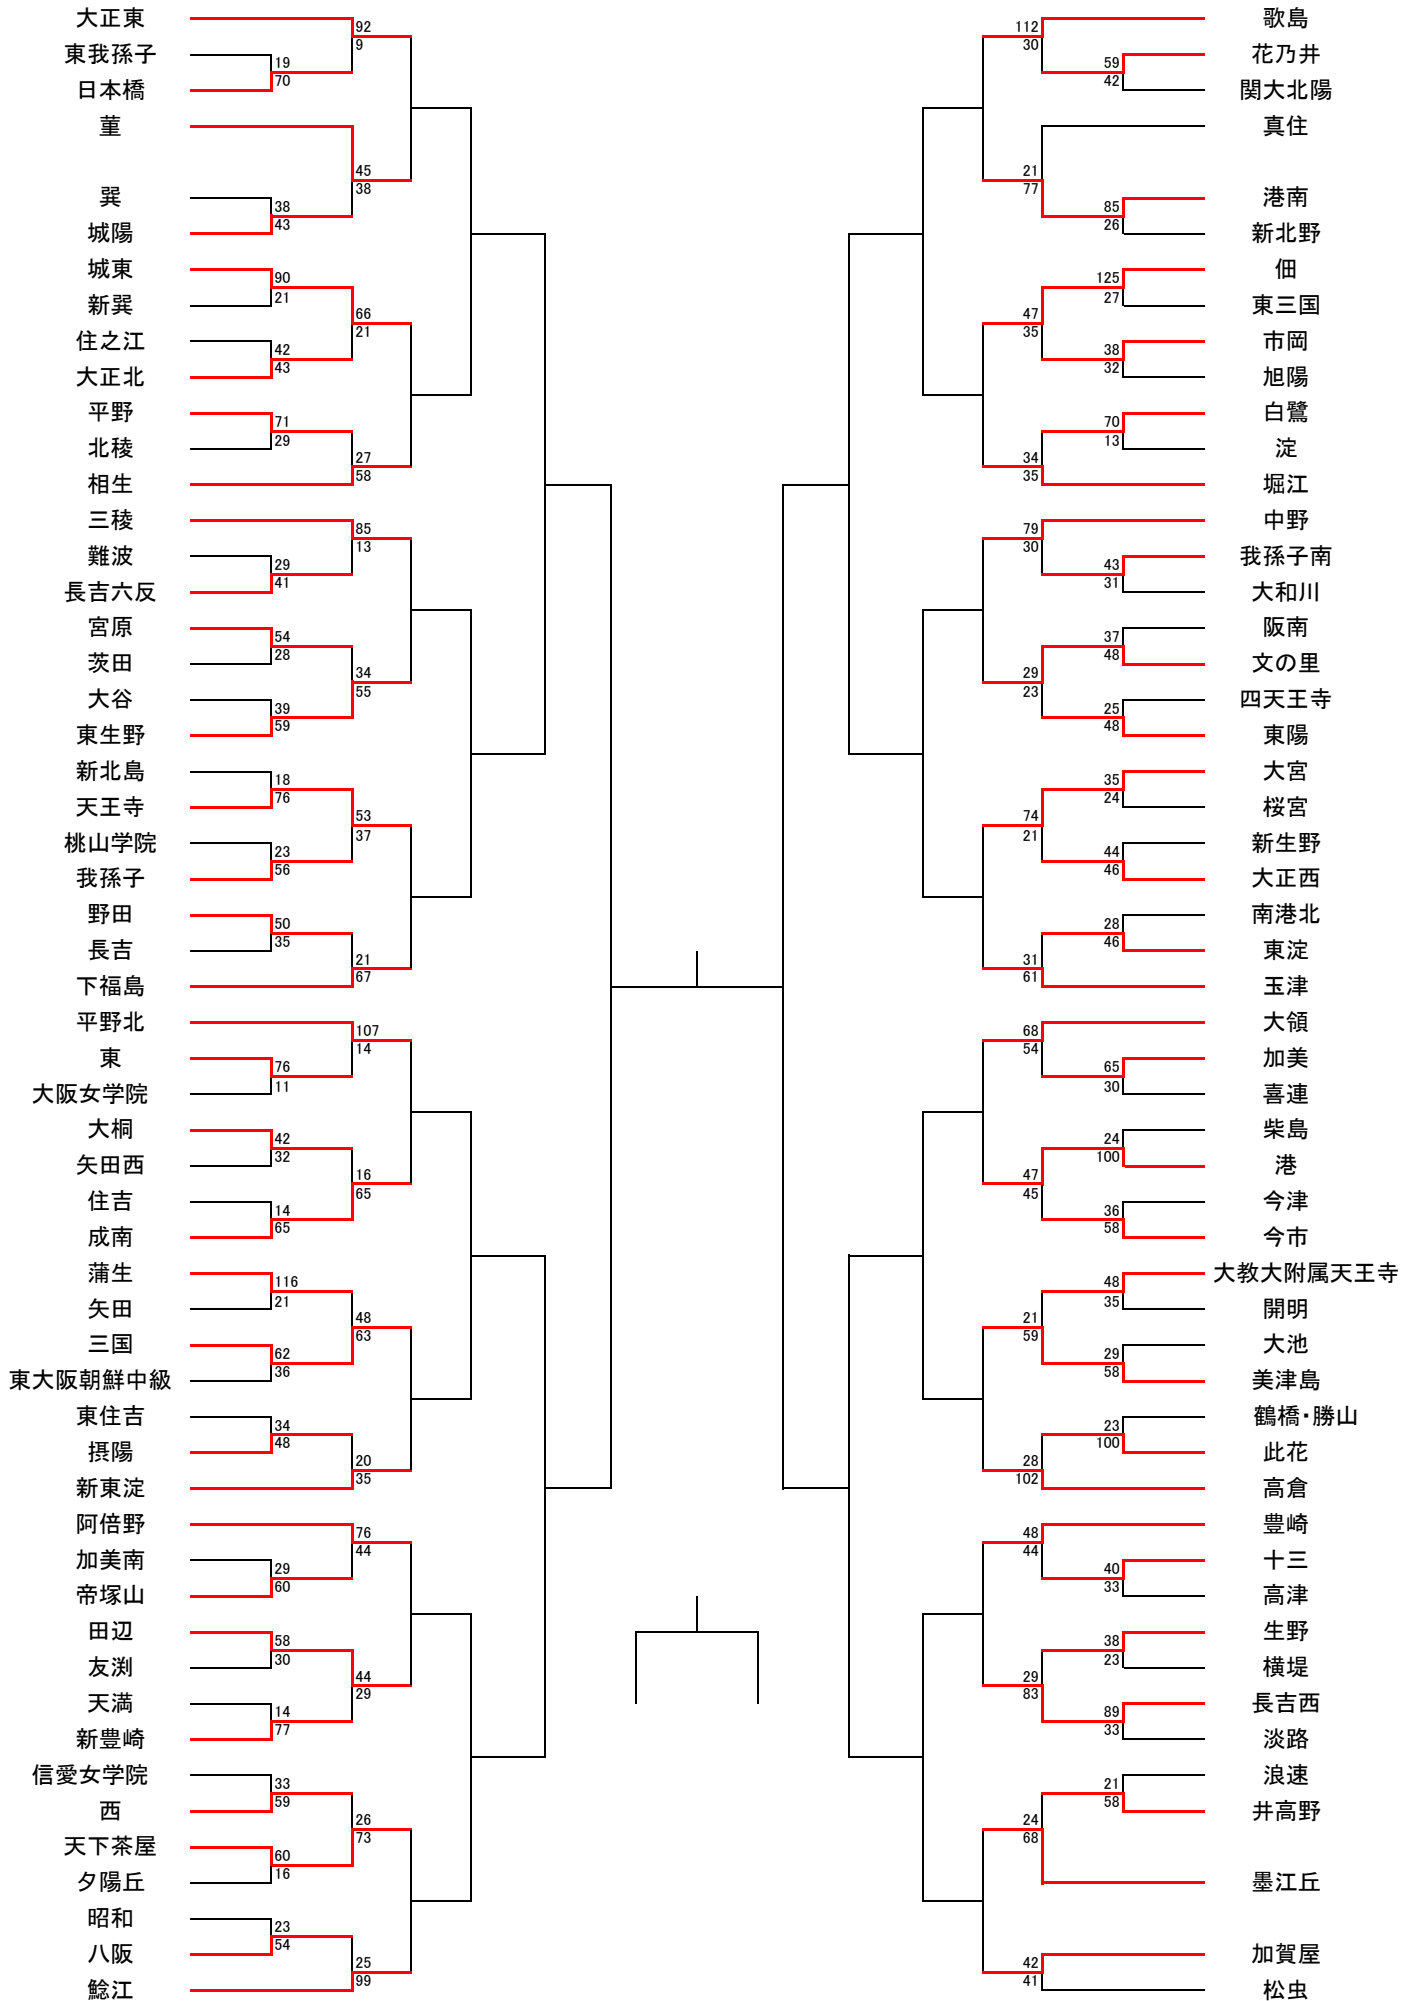 大正東
92
9
東我孫子
19
70
日本橋
菫
45
38
巽
38
43
城陽
城東
90
21
新巽
66
21
住之江
42
43
大正北
平野
71
29
北稜
27
58
相生
三稜
85
13
難波
29
41
長吉六反
宮原
54
28
茨田
34
55
大谷
39
59
東生野
新北島
18
76
天王寺
53
37
桃山学院
23
56
我孫子
野田
50
35
長吉
21
67
下福島
平野北
107
14
東
76
11
大阪女学院
大桐
42
32
矢田西
16
65
住吉
14
65
成南
蒲生
116
21
矢田
48
63
三国
62
36
東大阪朝鮮中級
東住吉
34
48
摂陽
20
35
新東淀
阿倍野
76
44
加美南
29
60
帝塚山
田辺
58
30
友渕
44
29
天満
14
77
新豊崎
信愛女学院
33
59
西
26
73
天下茶屋
60
16
夕陽丘
昭和
23
54
八阪
25
99
鯰江
歌島
112
30
花乃井
59
42
関大北陽
真住
21
77
港南
85
26
新北野
佃
125
27
東三国
47
35
市岡
38
32
旭陽
白鷺
70
13
淀
34
35
堀江
中野
79
30
我孫子南
43
31
大和川
阪南
37
48
文の里
29
23
四天王寺
25
48
東陽
大宮
35
24
桜宮
74
21
新生野
44
46
大正西
南港北
28
46
東淀
31
61
玉津
大領
68
54
加美
65
30
喜連
柴島
24
100
港
47
45
今津
36
58
今市
大教大附属天王寺
48
35
開明
21
59
大池
29
58
美津島
鶴橋・勝山
23
100
此花
28
102
高倉
豊崎
48
44
十三
40
33
高津
生野
38
23
横堤
29
83
長吉西
89
33
淡路
浪速
21
58
井高野
24
68
墨江丘
加賀屋
42
41
松虫